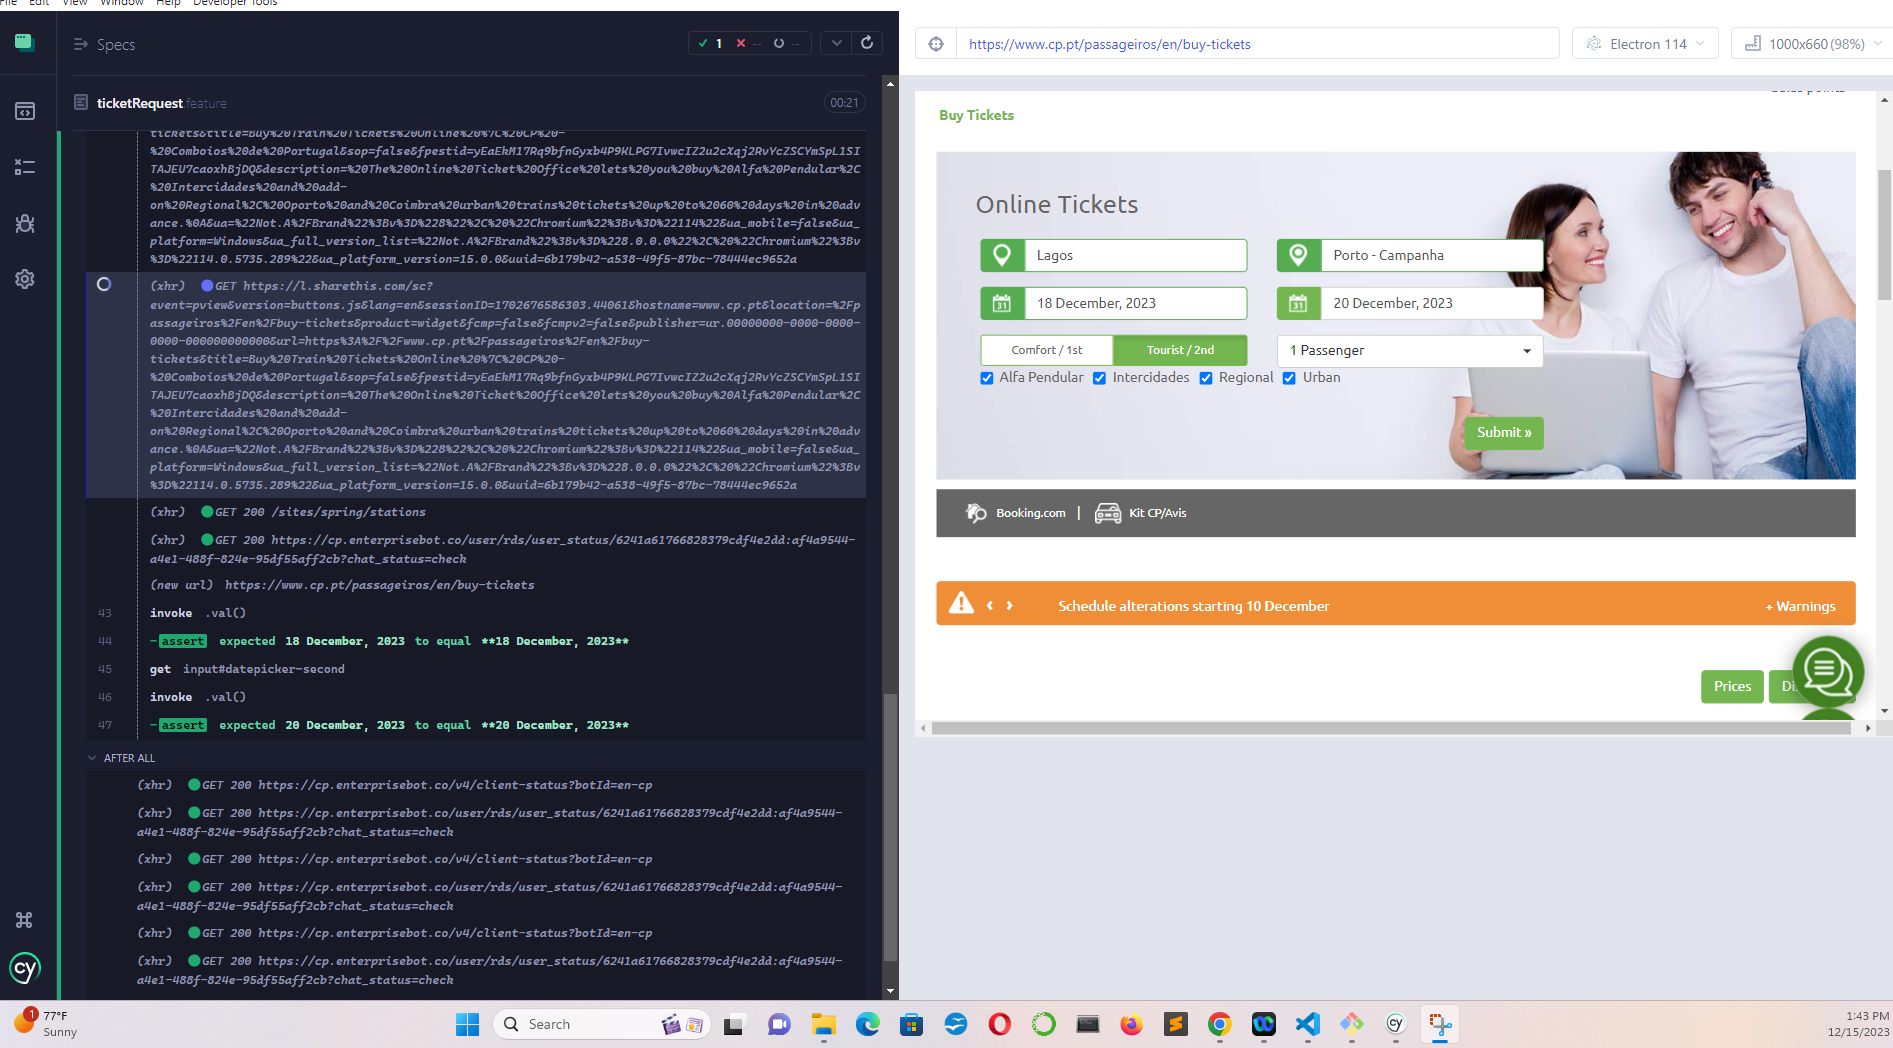 File Edit View Window Help Developer Tools
Specs
1 -- --
ticketRequest.feature
00:21
tickets&title=Buy%20Train%20Tickets%20Online%20%7C%20CP%20-
%20Comboios%20de%20Portugal&sop=false&fpestid=yEaEkM17Rq9bfnGyxb4P9KLPG7IvwcIZ2u2cXqj2RvYcZSCYmSpL1SI
TAJEU7caoxhBjDQ&description=%20The%20Online%20Ticket%20Office%20lets%20you%20buy%20Alfa%20Pendular%2C
%20Intercidades%20and%20add-
on%20Regional%2C%20Oporto%20and%20Coimbra%20urban%20trains%20tickets%20up%20to%2060%20days%20in%20adv
ance.%0A&ua=%22Not.A%2FBrand%22%3Bv%3D%228%22%2C%20%22Chromium%22%3Bv%3D%22114%22&ua_mobile=false&ua_
platform=Windows&ua_full_version_list=%22Not.A%2FBrand%22%3Bv%3D%228.0.0.0%22%2C%20%22Chromium%22%3Bv
%3D%22114.0.5735.289%22&ua_platform_version=15.0.0&uuid=6b179b42-a538-49f5-87bc-78444ec9652a
(xhr) GET https://l.sharethis.com/sc?
event=pview&version=buttons.js&lang=en&sessionID=1702676586303.44061&hostname=www.cp.pt&location=%2Fp
assageiros%2Fen%2Fbuy-tickets&product=widget&fcmp=false&fcmpv2=false&publisher=ur.00000000-0000-0000-
0000-000000000000&url=https%3A%2F%2Fwww.cp.pt%2Fpassageiros%2Fen%2Fbuy-
tickets&title=Buy%20Train%20Tickets%20Online%20%7C%20CP%20-
%20Comboios%20de%20Portugal&sop=false&fpestid=yEaEkM17Rq9bfnGyxb4P9KLPG7IvwcIZ2u2cXqj2RvYcZSCYmSpL1SI
TAJEU7caoxhBjDQ&description=%20The%20Online%20Ticket%20Office%20lets%20you%20buy%20Alfa%20Pendular%2C
%20Intercidades%20and%20add-
on%20Regional%2C%20Oporto%20and%20Coimbra%20urban%20trains%20tickets%20up%20to%2060%20days%20in%20adv
ance.%0A&ua=%22Not.A%2FBrand%22%3Bv%3D%228%22%2C%20%22Chromium%22%3Bv%3D%22114%22&ua_mobile=false&ua_
platform=Windows&ua_full_version_list=%22Not.A%2FBrand%22%3Bv%3D%228.0.0.0%22%2C%20%22Chromium%22%3Bv
%3D%22114.0.5735.289%22&ua_platform_version=15.0.0&uuid=6b179b42-a538-49f5-87bc-78444ec9652a
(xhr) GET 200 /sites/spring/stations
(xhr) GET 200 https://cp.enterprisebot.co/user/rds/user_status/6241a61766828379cdf4e2dd:af4a9544-
a4e1-488f-824e-95df55aff2cb?chat_status=check
(new url) https://www.cp.pt/passageiros/en/buy-tickets
43 invoke .val()
44 -assert expected 18 December, 2023 to equal **18 December, 2023**
45 get input#datepicker-second
46 invoke .val()
47 -assert expected 20 December, 2023 to equal **20 December, 2023**
AFTER ALL
(xhr) GET 200 https://cp.enterprisebot.co/v4/client-status?botId=en-cp
(xhr) GET 200 https://cp.enterprisebot.co/user/rds/user_status/6241a61766828379cdf4e2dd:af4a9544-
a4e1-488f-824e-95df55aff2cb?chat_status=check
(xhr) GET 200 https://cp.enterprisebot.co/v4/client-status?botId=en-cp
(xhr) GET 200 https://cp.enterprisebot.co/user/rds/user_status/6241a61766828379cdf4e2dd:af4a9544-
a4e1-488f-824e-95df55aff2cb?chat_status=check
(xhr) GET 200 https://cp.enterprisebot.co/v4/client-status?botId=en-cp
(xhr) GET 200 https://cp.enterprisebot.co/user/rds/user_status/6241a61766828379cdf4e2dd:af4a9544-
a4e1-488f-824e-95df55aff2cb?chat_status=check
cy
https://www.cp.pt/passageiros/en/buy-tickets
Electron 114
1000x660 (98%)
Sales points
Buy Tickets
Online Tickets
Lagos
Porto - Campanha
31 18 December, 2023
31 20 December, 2023
Comfort / 1st Tourist / 2nd
1 Passenger
Alfa Pendular Intercidades Regional Urban
Submit »
Booking.com | Kit CP/Avis
‹ › Schedule alterations starting 10 December + Warnings
Prices Di
1 77°F
Sunny
Search
cy
1:43 PM
12/15/2023